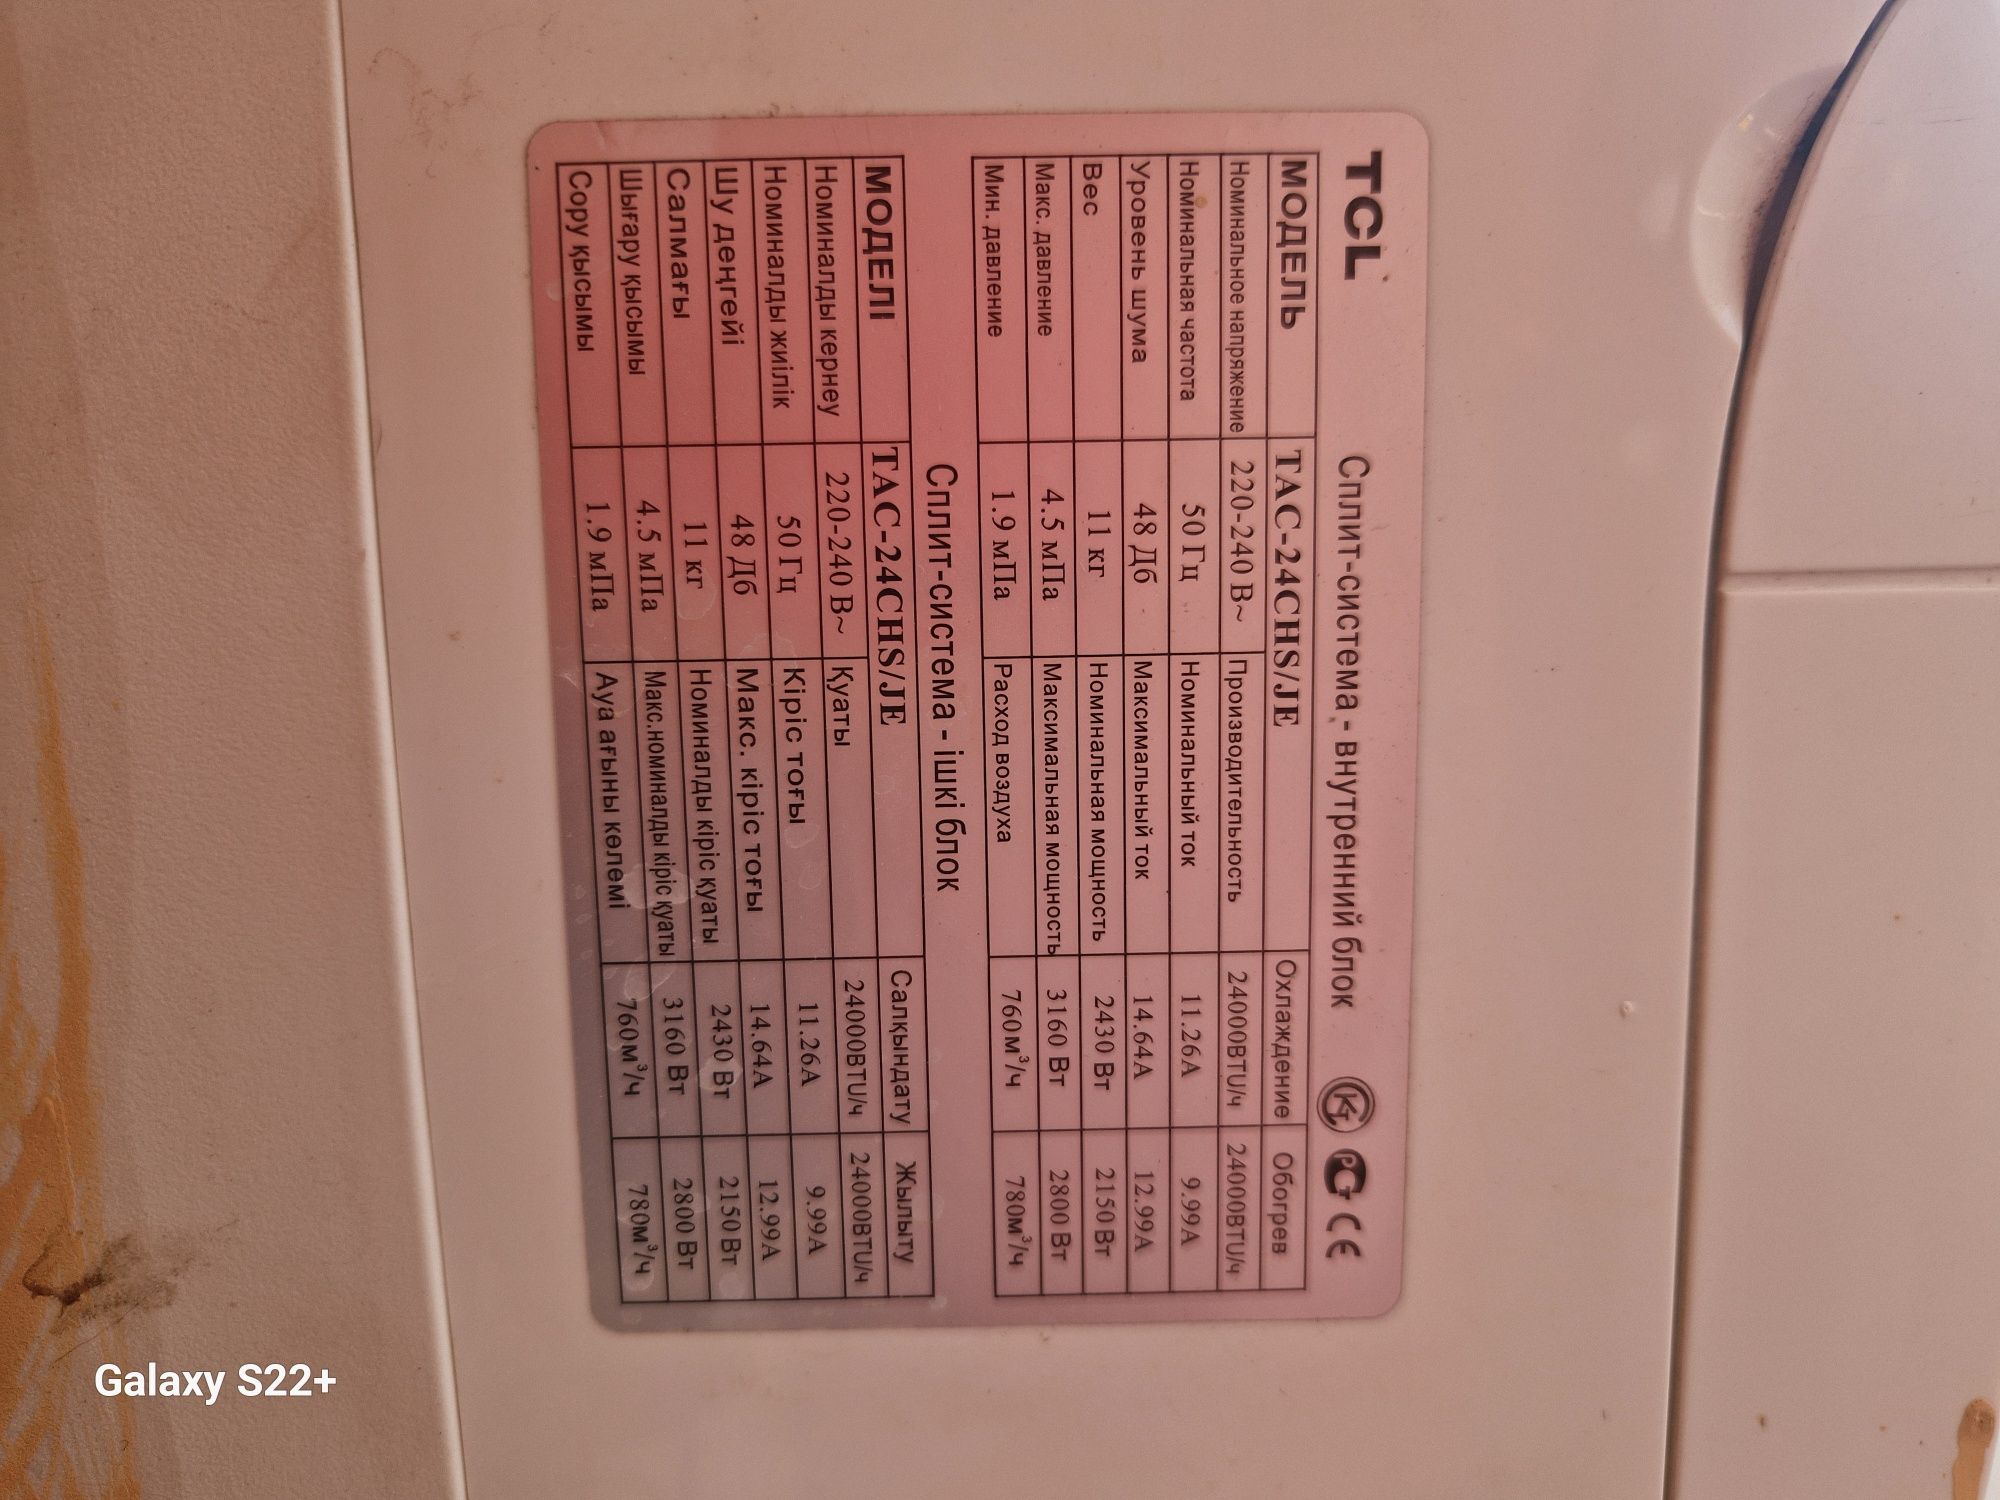 TCL Сплит-система - внутренний блок KT PCT CE
МОДЕЛЬ TAC-24CHS/JE Охлаждение Обогрев
Номинальное напряжение 220-240 В~ Производительность 24000BTU/ч 24000BTU/ч
Номинальная частота 50 Гц Номинальный ток 11.26A 9.99A
Уровень шума 48 Дб Максимальный ток 14.64A 12.99A
Вес 11 кг Номинальная мощность 2430 Вт 2150 Вт
Макс. давление 4.5 мПа Максимальная мощность 3160 Вт 2800 Вт
Мин. давление 1.9 мПа Расход воздуха 760м³/ч 780м³/ч
Сплит-система - ішкі блок
МОДЕЛІ TAC-24CHS/JE Салқындату Жылыту
Номиналды кернеу 220-240 В~ Қуаты 24000BTU/ч 24000BTU/ч
Номиналды жиілік 50 Гц Кіріс тоғы 11.26A 9.99A
Шу деңгейі 48 Дб Макс. кіріс тоғы 14.64A 12.99A
Салмағы 11 кг Номиналды кіріс қуаты 2430 Вт 2150 Вт
Шығару қысымы 4.5 мПа Макс.номиналды кіріс қуаты 3160 Вт 2800 Вт
Сору қысымы 1.9 мПа Ауа ағыны көлемі 760м³/ч 780м³/ч
Galaxy S22+